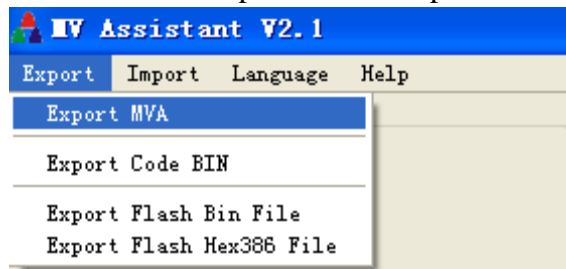 MV Assistant V2.1
Export Import Language Help
Export MVA
Export Code BIN
Export Flash Bin File
Export Flash Hex386 File